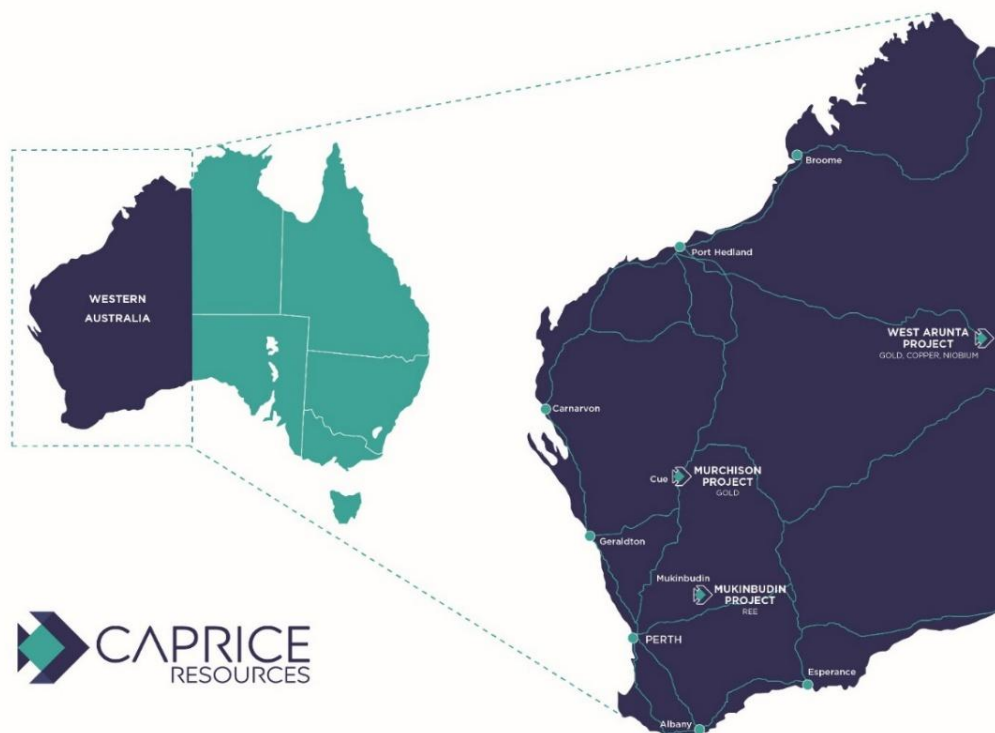 WESTERN
AUSTRALIA
Broome
Port Hedland
WEST ARUNTA
PROJECT
GOLD, COPPER, NIOBIUM
Carnarvon
Cue
MURCHISON
PROJECT
GOLD
Geraldton
Mukinbudin
MUKINBUDIN
PROJECT
REE
PERTH
Esperance
Albany
CAPRICE
RESOURCES